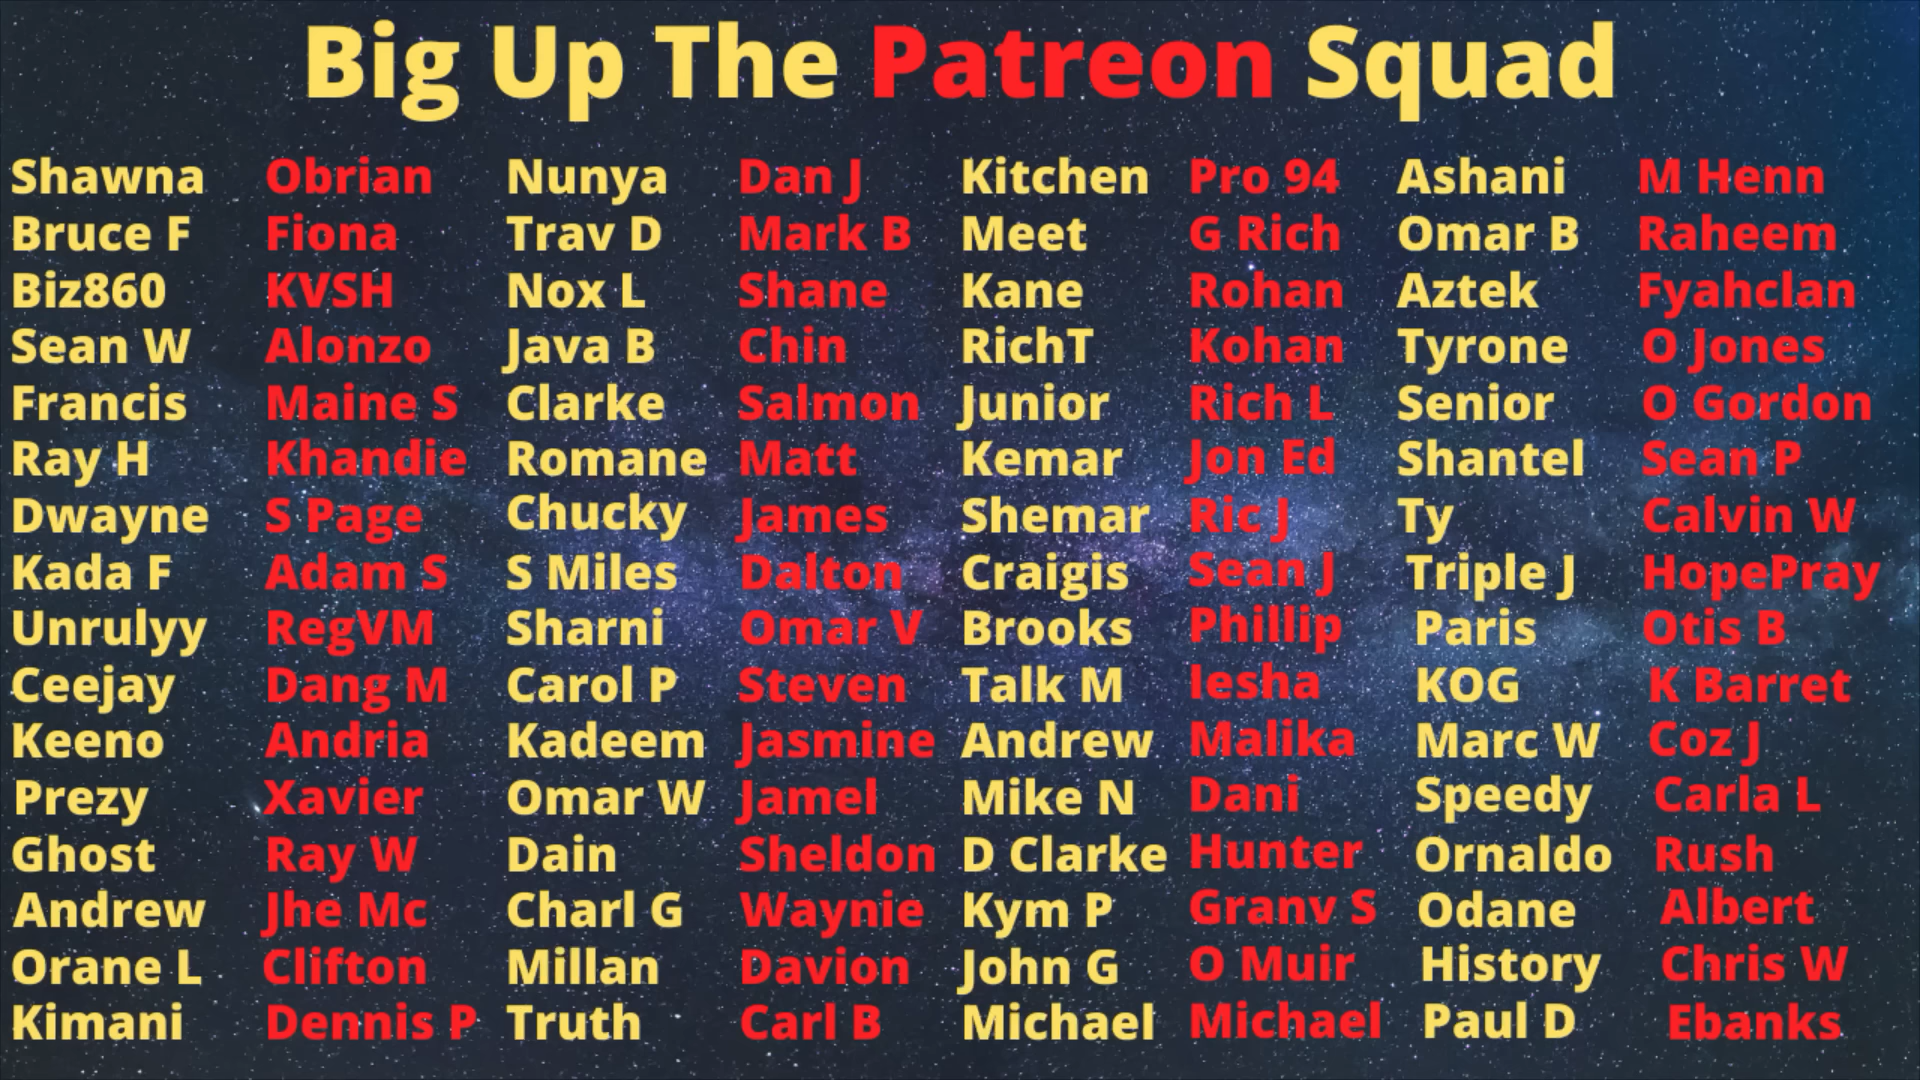 Big Up The Patreon Squad
Shawna Obrian Nunya Dan J Kitchen Pro 94 Ashani M Henn
Bruce F Fiona Trav D Mark B Meet G Rich Omar B Raheem
Biz860 KVSH Nox L Shane Kane Rohan Aztek Fyahclan
Sean W Alonzo Java B Chin RichT Kohan Tyrone O Jones
Francis Maine S Clarke Salmon Junior Rich L Senior O Gordon
Ray H Khandie Romane Matt Kemar Jon Ed Shantel Sean P
Dwayne S Page Chucky James Shemar Ric J Ty Calvin W
Kada F Adam S S Miles Dalton Craigis Sean J Triple J HopePray
Unrulyy RegVM Sharni Omar V Brooks Phillip Paris Otis B
Ceejay Dang M Carol P Steven Talk M Iesha KOG K Barret
Keeno Andria Kadeem Jasmine Andrew Malika Marc W Coz J
Prezy Xavier Omar W Jamel Mike N Dani Speedy Carla L
Ghost Ray W Dain Sheldon D Clarke Hunter Ornaldo Rush
Andrew Jhe Mc Charl G Waynie Kym P Granv S Odane Albert
Orane L Clifton Millan Davion John G O Muir History Chris W
Kimani Dennis P Truth Carl B Michael Michael Paul D Ebanks